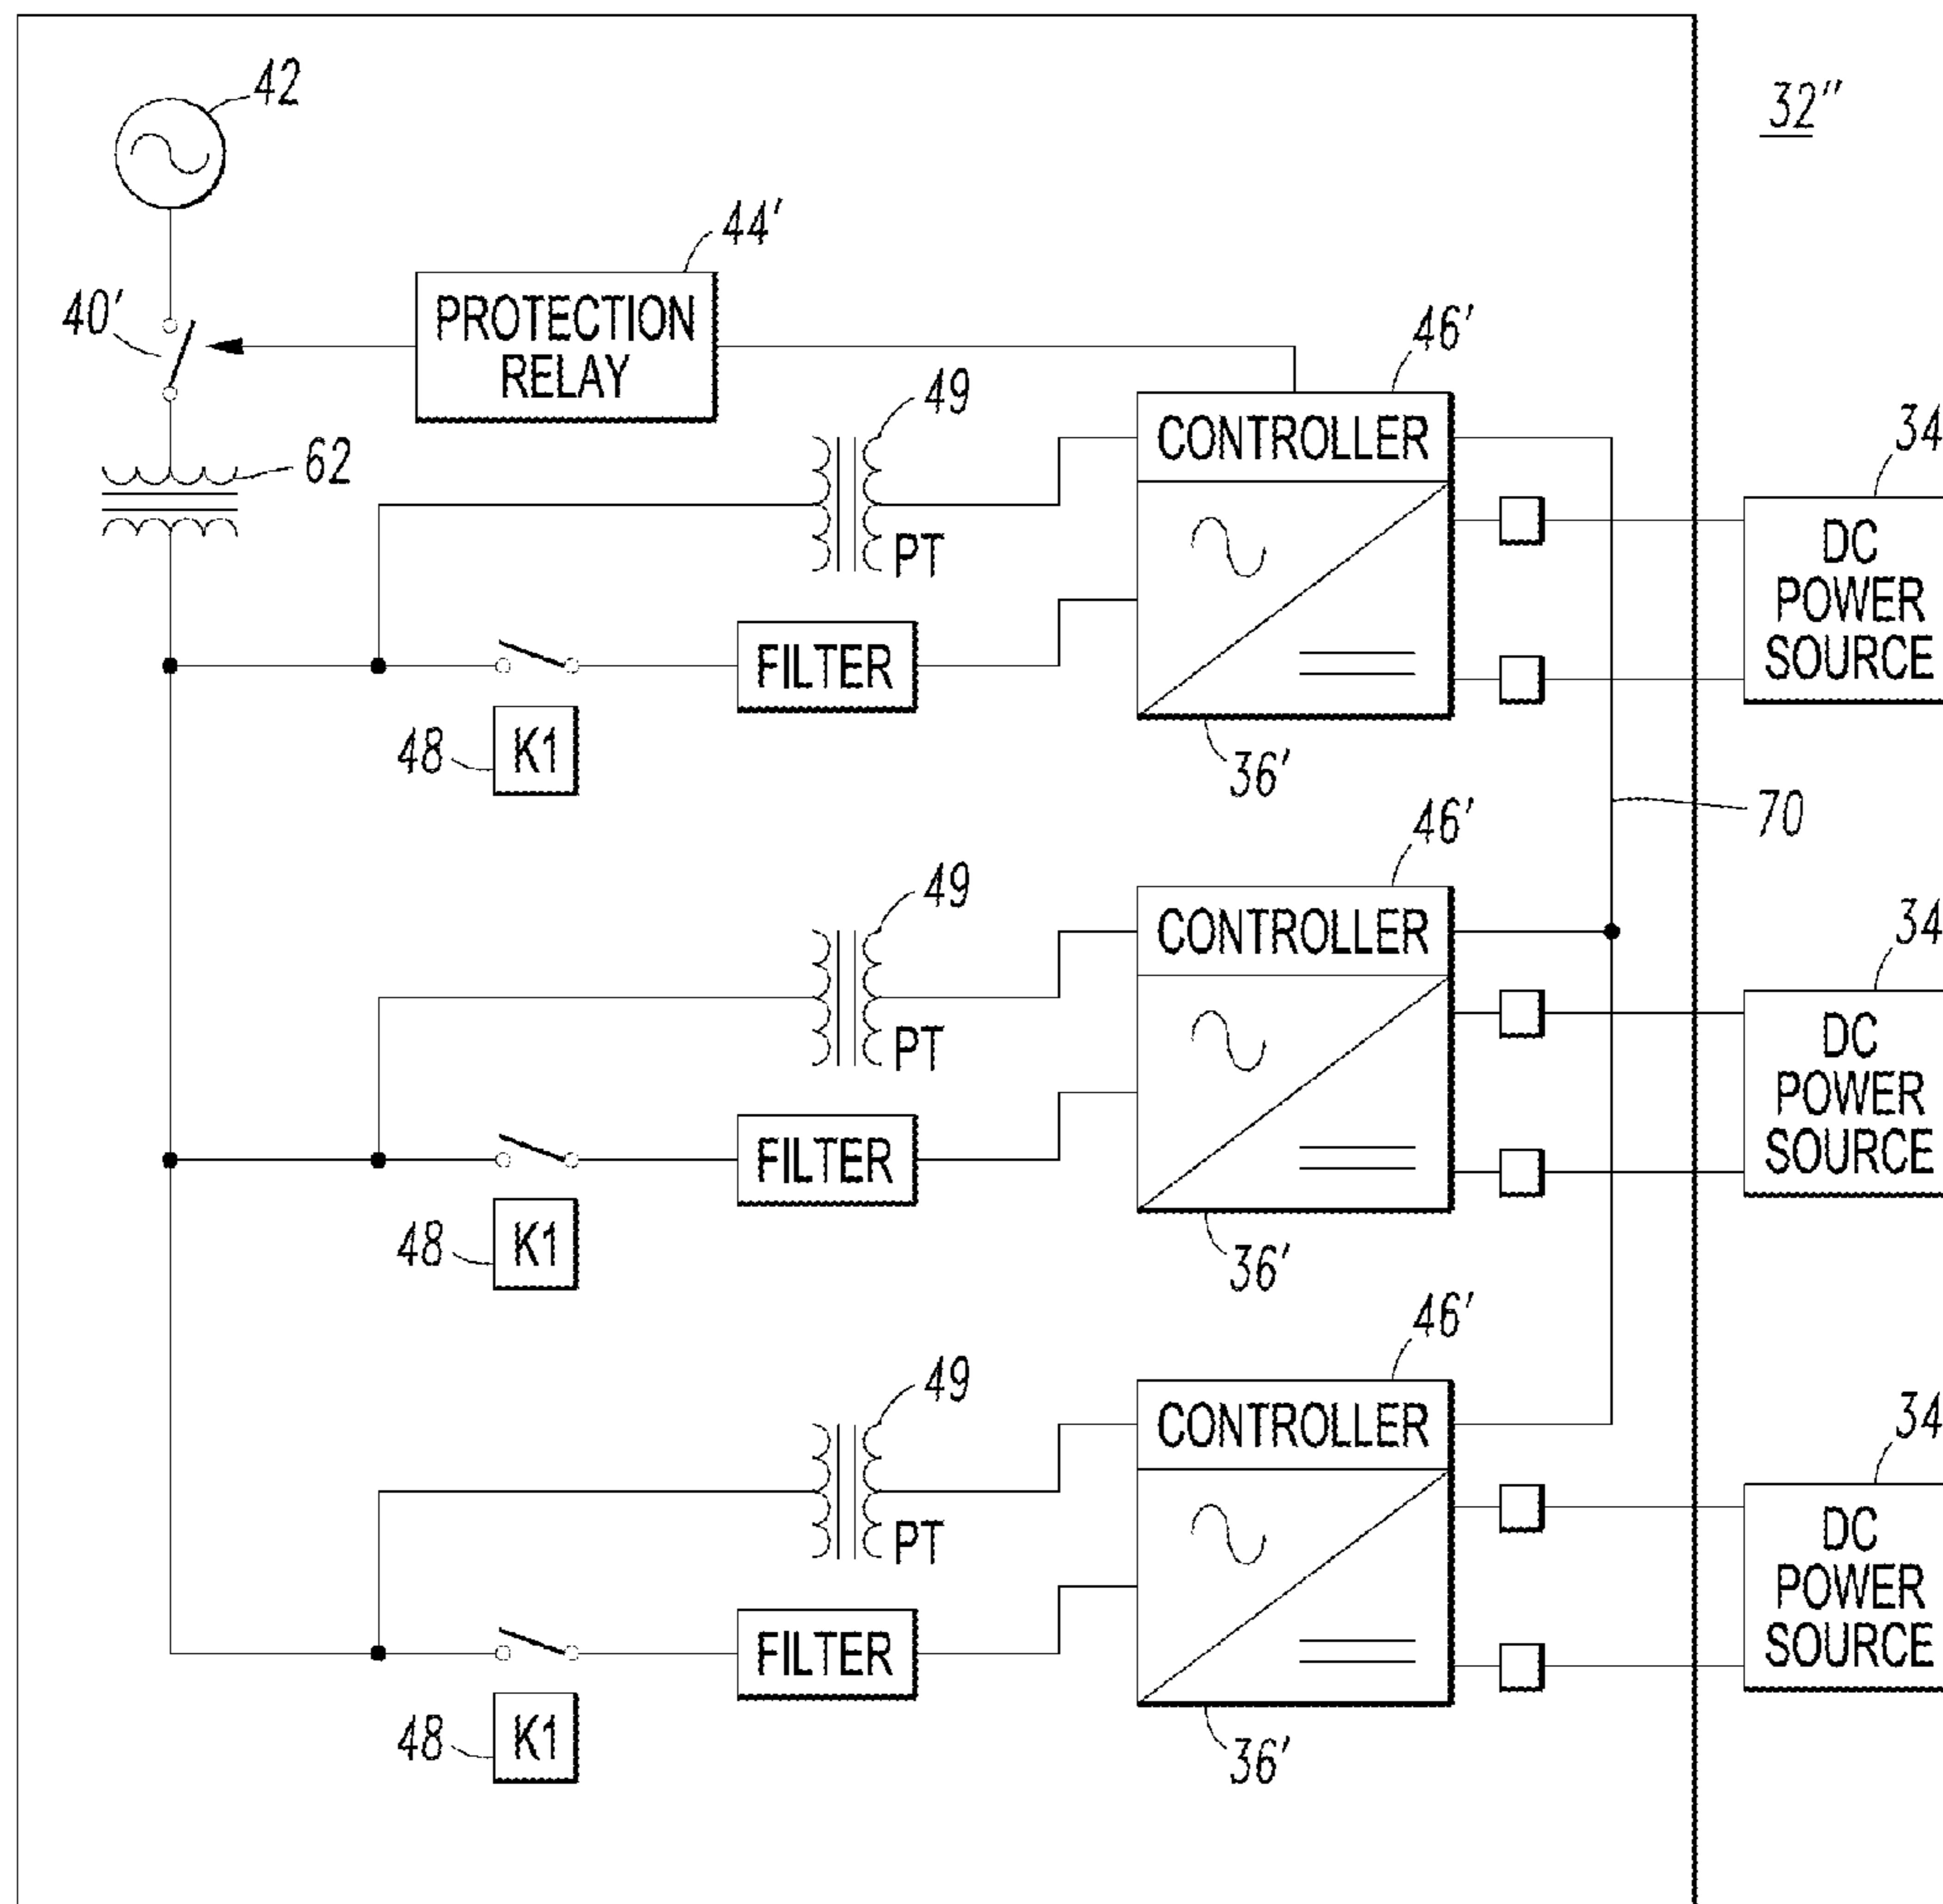 42
32"
44'
40'
PROTECTION
RELAY
46'
49
34
62
CONTROLLER
DC
POWER
SOURCE
PT
FILTER
48
K1
36'
70
46'
49
34
CONTROLLER
DC
POWER
SOURCE
PT
FILTER
48
K1
36'
46'
49
34
CONTROLLER
DC
POWER
SOURCE
PT
FILTER
48
K1
36'